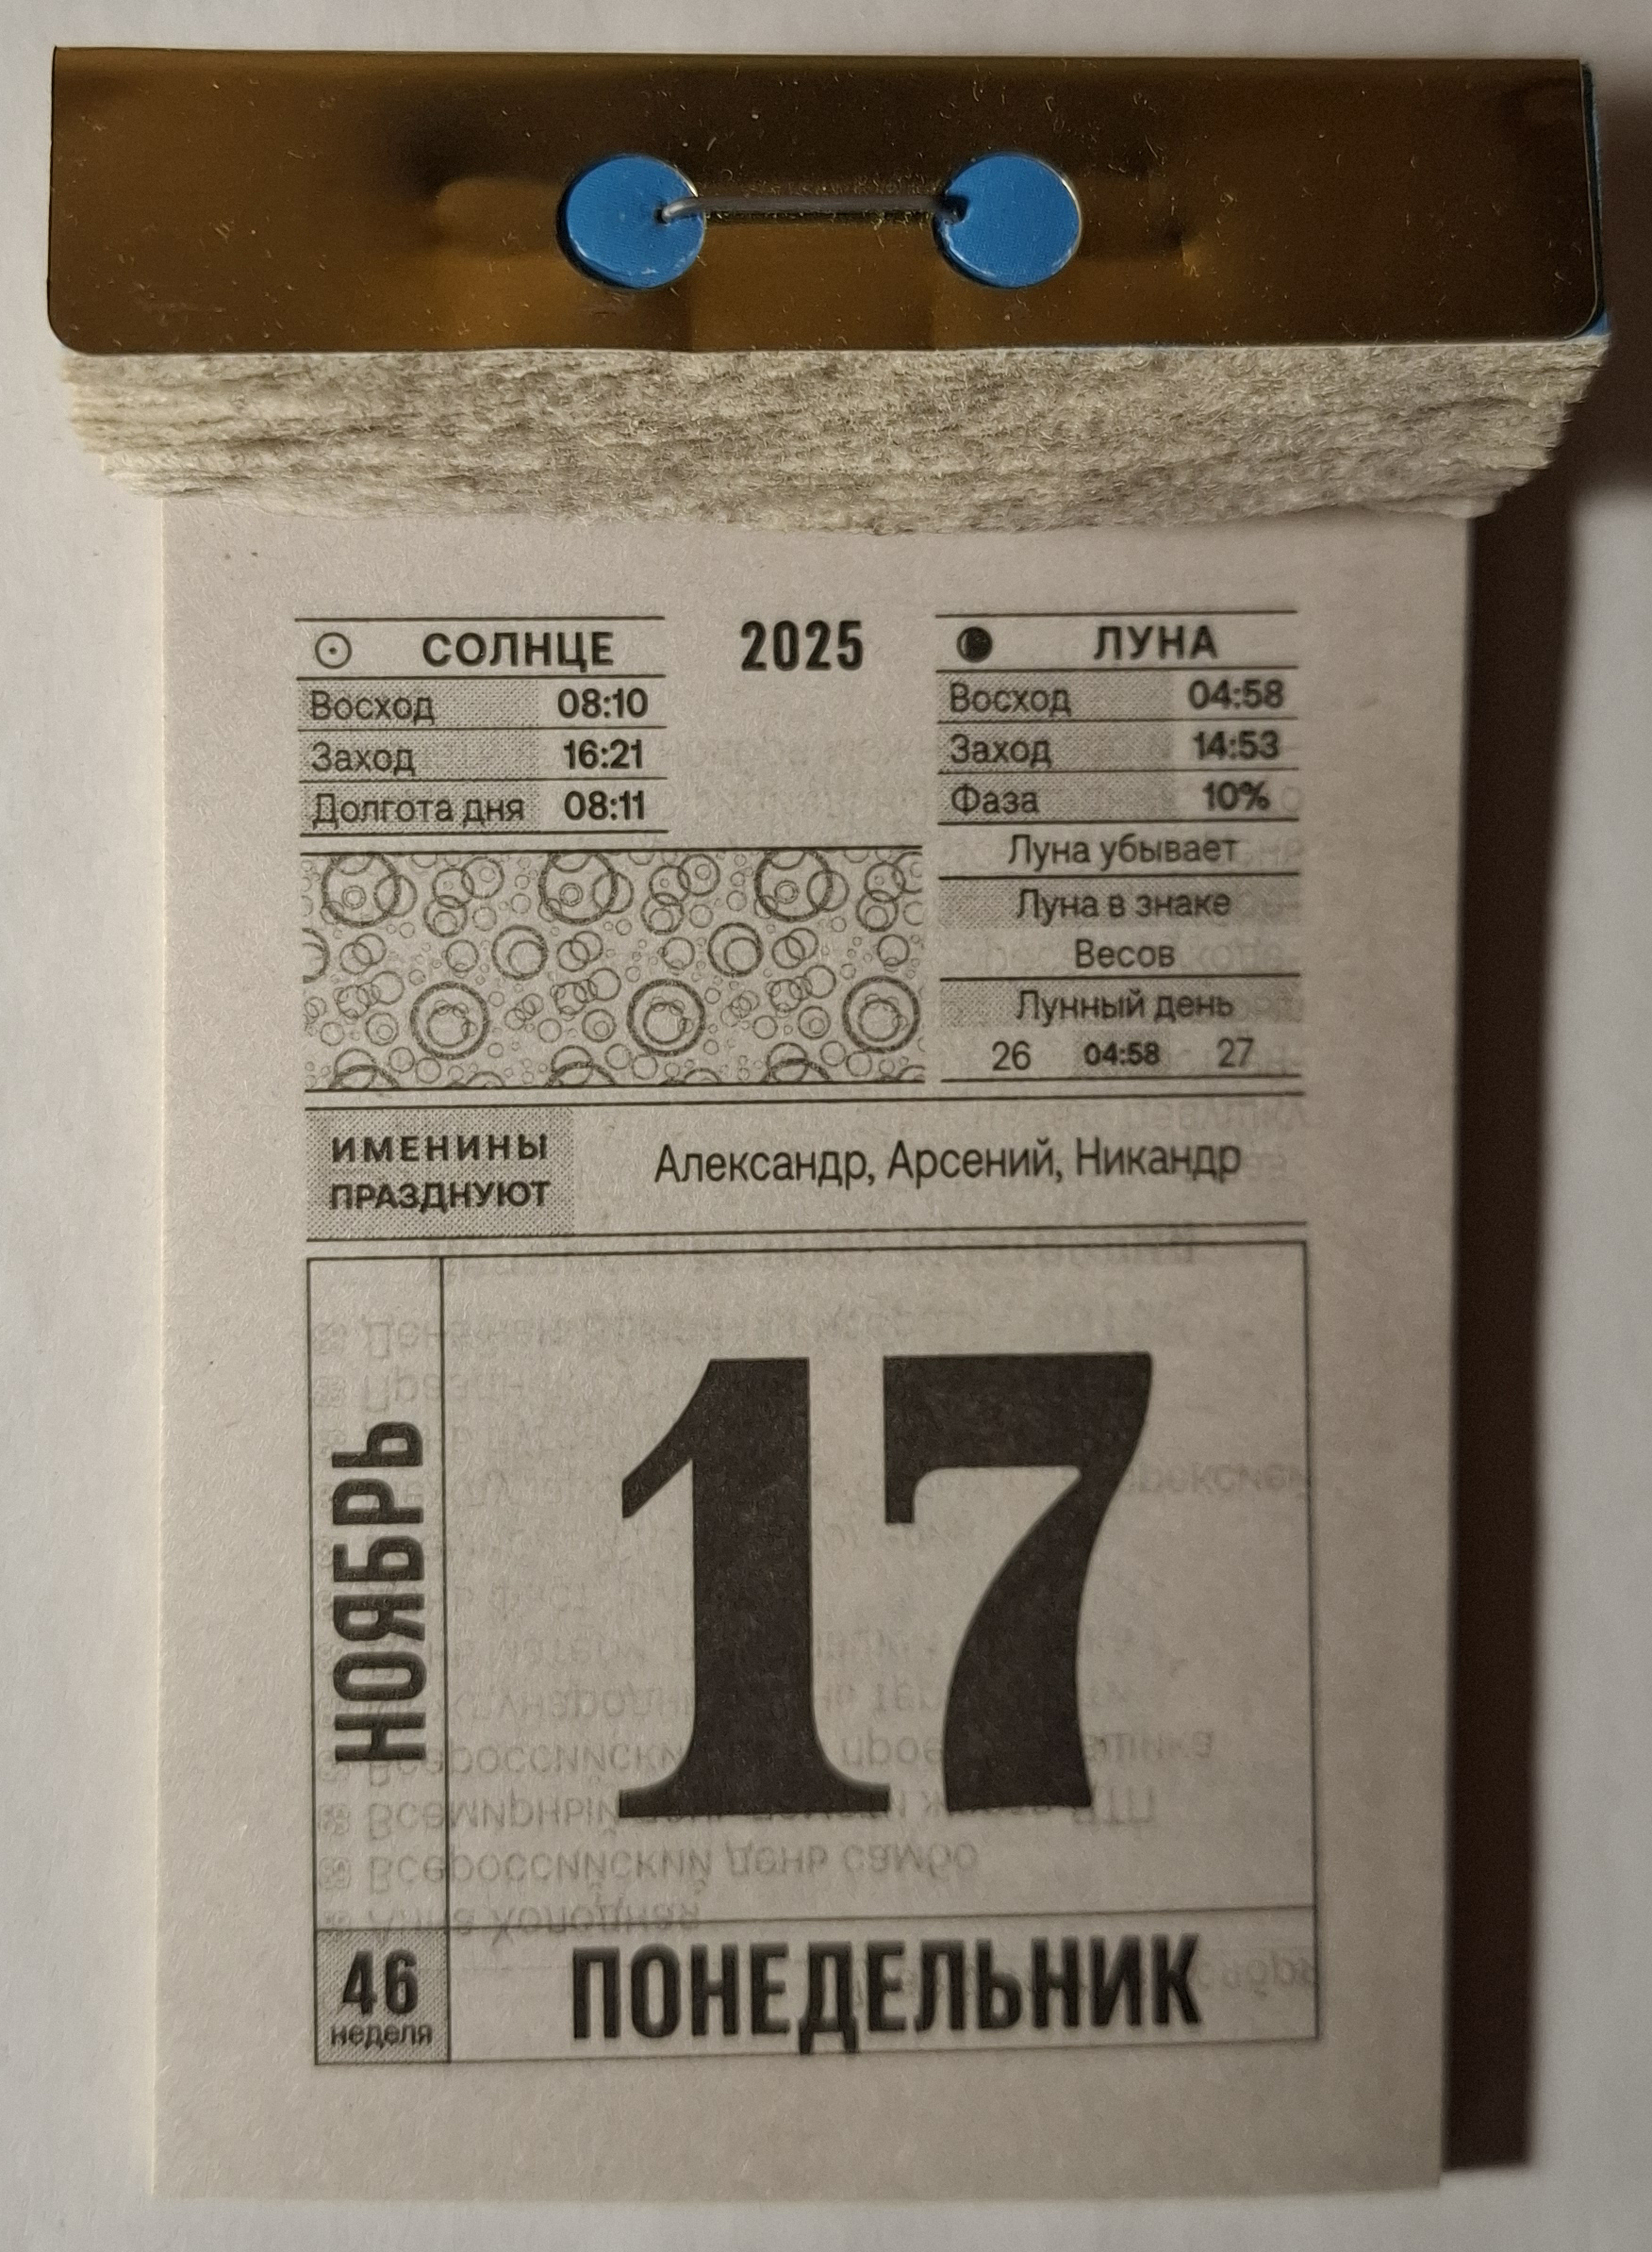 СОЛНЦЕ
Восход 08:10
Заход 16:21
Долгота дня 08:11
2025
ЛУНА
Восход 04:58
Заход 14:53
Фаза 10%
Луна убывает
Луна в знаке
Весов
Лунный день
26 04:58 27
ИМЕНИНЫ
ПРАЗДНУЮТ
Александр, Арсений, Никандр
НОЯБРЬ
17
46
неделя
ПОНЕДЕЛЬНИК